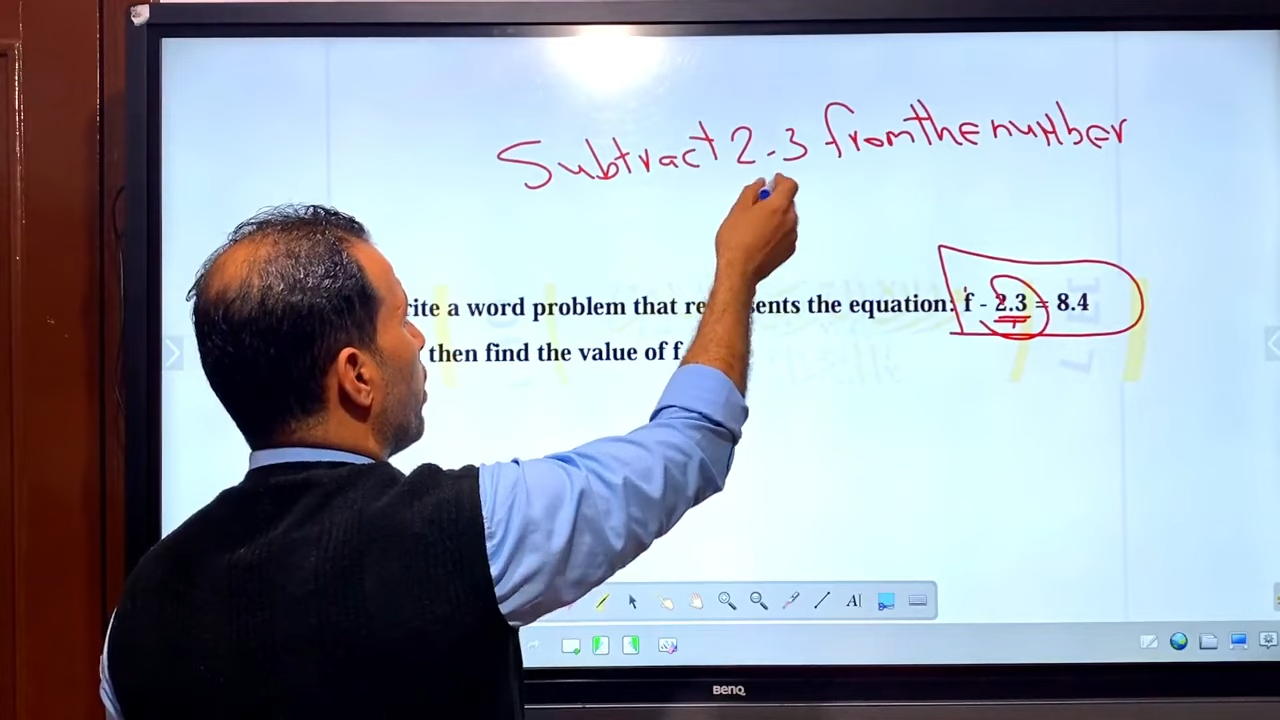 Subtract 2.3 from the number
rite a word problem that re sents the equation: f - 2.3 = 8.4
then find the value of f.
A
BenQ